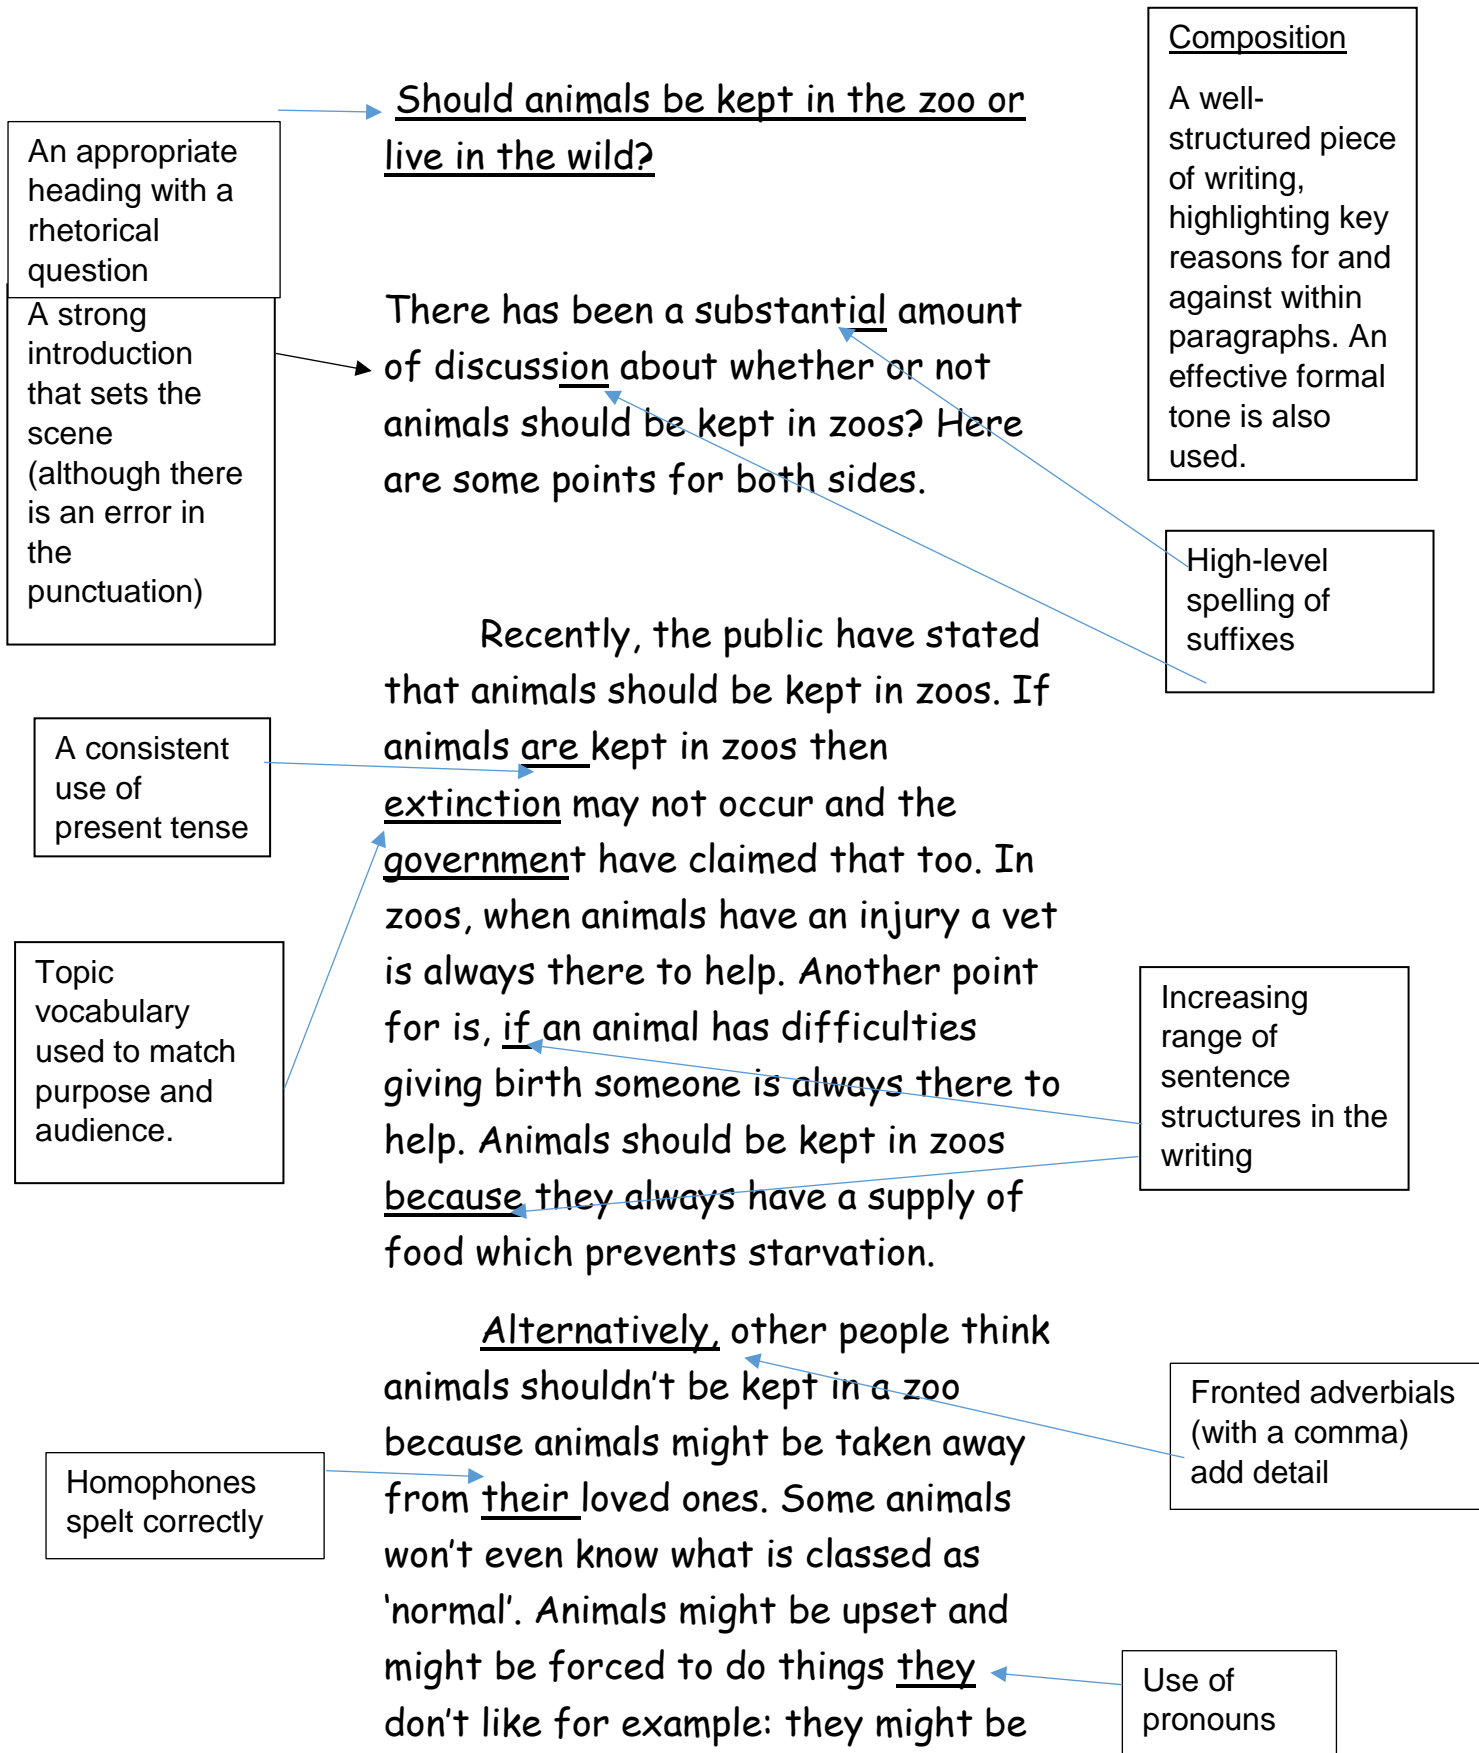 Composition
A well-
structured piece
of writing,
highlighting key
reasons for and
against within
paragraphs. An
effective formal
tone is also
used.
Should animals be kept in the zoo or
live in the wild?
An appropriate
heading with a
rhetorical
question
A strong
introduction
that sets the
scene
(although there
is an error in
the
punctuation)
There has been a substantial amount
of discussion about whether or not
animals should be kept in zoos? Here
are some points for both sides.
High-level
spelling of
suffixes
Recently, the public have stated
that animals should be kept in zoos. If
animals are kept in zoos then
extinction may not occur and the
government have claimed that too. In
zoos, when animals have an injury a vet
is always there to help. Another point
for is, if an animal has difficulties
giving birth someone is always there to
help. Animals should be kept in zoos
because they always have a supply of
food which prevents starvation.
A consistent
use of
present tense
Topic
vocabulary
used to match
purpose and
audience.
Increasing
range of
sentence
structures in the
writing
Alternatively, other people think
animals shouldn't be kept in a zoo
because animals might be taken away
from their loved ones. Some animals
won't even know what is classed as
‘normal’. Animals might be upset and
might be forced to do things they
don't like for example: they might be
Fronted adverbials
(with a comma)
add detail
Homophones
spelt correctly
Use of
pronouns